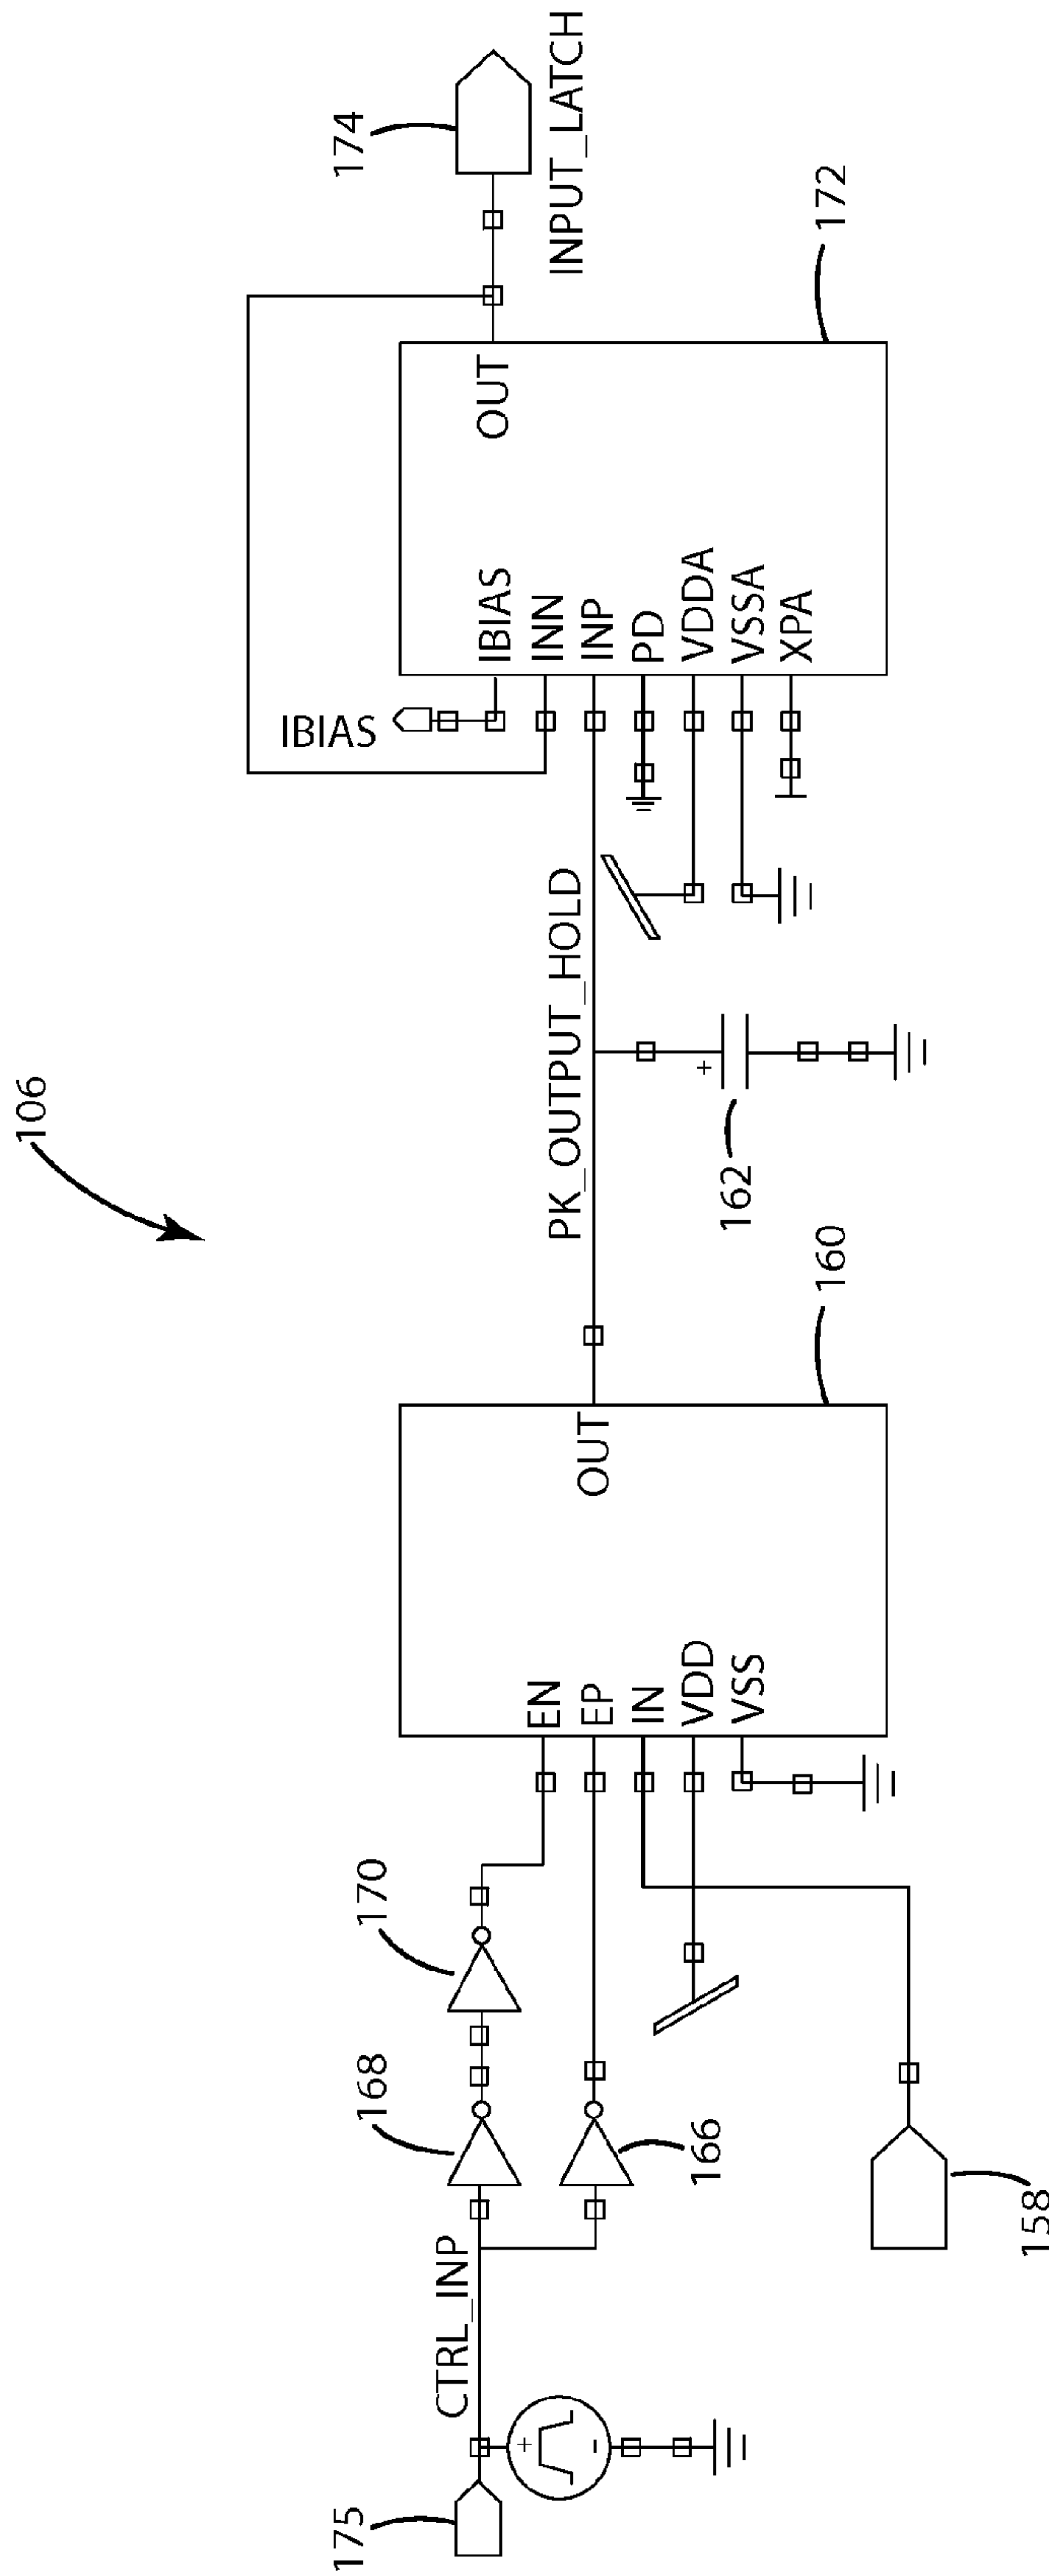 106
174
INPUT_LATCH
172
OUT
IBIAS
IBIAS
INN
INP
PD
VDDA
VSSA
XPA
PK_OUTPUT_HOLD
+
162
160
OUT
EN
EP
IN
VDD
VSS
170
168
166
158
CTRL_INP
+
-
175